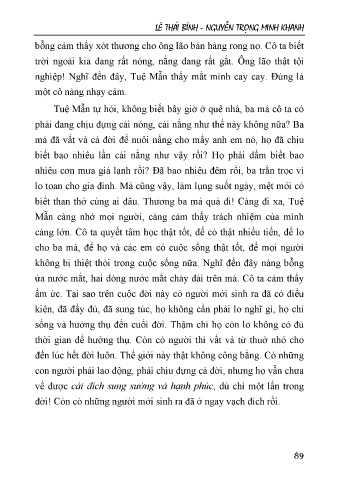 LÊ THÁI BÌNH - NGUYỄN TRỌNG MINH KHANH
bỗng cảm thấy xót thương cho ông lão bán hàng rong nọ. Cô ta biết
trời ngoài kia đang rất nóng, nắng đang rất gắt. Ông lão thật tội
nghiệp! Nghĩ đến đây, Tuệ Mẫn thấy mắt mình cay cay. Đúng là
một cô nàng nhạy cảm.
Tuệ Mẫn tự hỏi, không biết bây giờ ở quê nhà, ba má cô ta có
phải đang chịu đựng cái nóng, cái nắng như thế này không nữa? Ba
má đã vất vả cả đời để nuôi nấng cho mấy anh em nó, họ đã chịu
biết bao nhiêu lần cái nắng như vậy rồi? Họ phải dầm biết bao
nhiêu cơn mưa giá lạnh rồi? Đã bao nhiêu đêm rồi, ba trằn trọc vì
lo toan cho gia đình. Má cũng vậy, làm lụng suốt ngày, mệt mỏi có
biết than thở cùng ai đâu. Thương ba má quá đi! Càng đi xa, Tuệ
Mẫn càng nhớ mọi người, càng cảm thấy trách nhiệm của mình
càng lớn. Cô ta quyết tâm học thật tốt, để có thật nhiều tiền, để lo
cho ba má, để họ và các em có cuộc sống thật tốt, để mọi người
không bị thiệt thòi trong cuộc sống nữa. Nghĩ đến đây nàng bỗng
ứa nước mắt, hai dòng nước mắt chảy dài trên má. Cô ta cảm thấy
ấm ức. Tại sao trên cuộc đời này có người mới sinh ra đã có điều
kiện, đã đầy đủ, đã sung túc, họ không cần phải lo nghĩ gì, họ chỉ
sống và hưởng thụ đến cuối đời. Thậm chí họ còn lo không có đủ
thời gian để hưởng thụ. Còn có người thì vất vả từ thuở nhỏ cho
đến lúc hết đời luôn. Thế giới này thật không công bằng. Có những
con người phải lao động, phải chịu đựng cả đời, nhưng họ vẫn chưa
về được cái đích sung sướng và hạnh phúc, dù chỉ một lần trong
đời! Còn có những người mới sinh ra đã ở ngay vạch đích rồi.
89